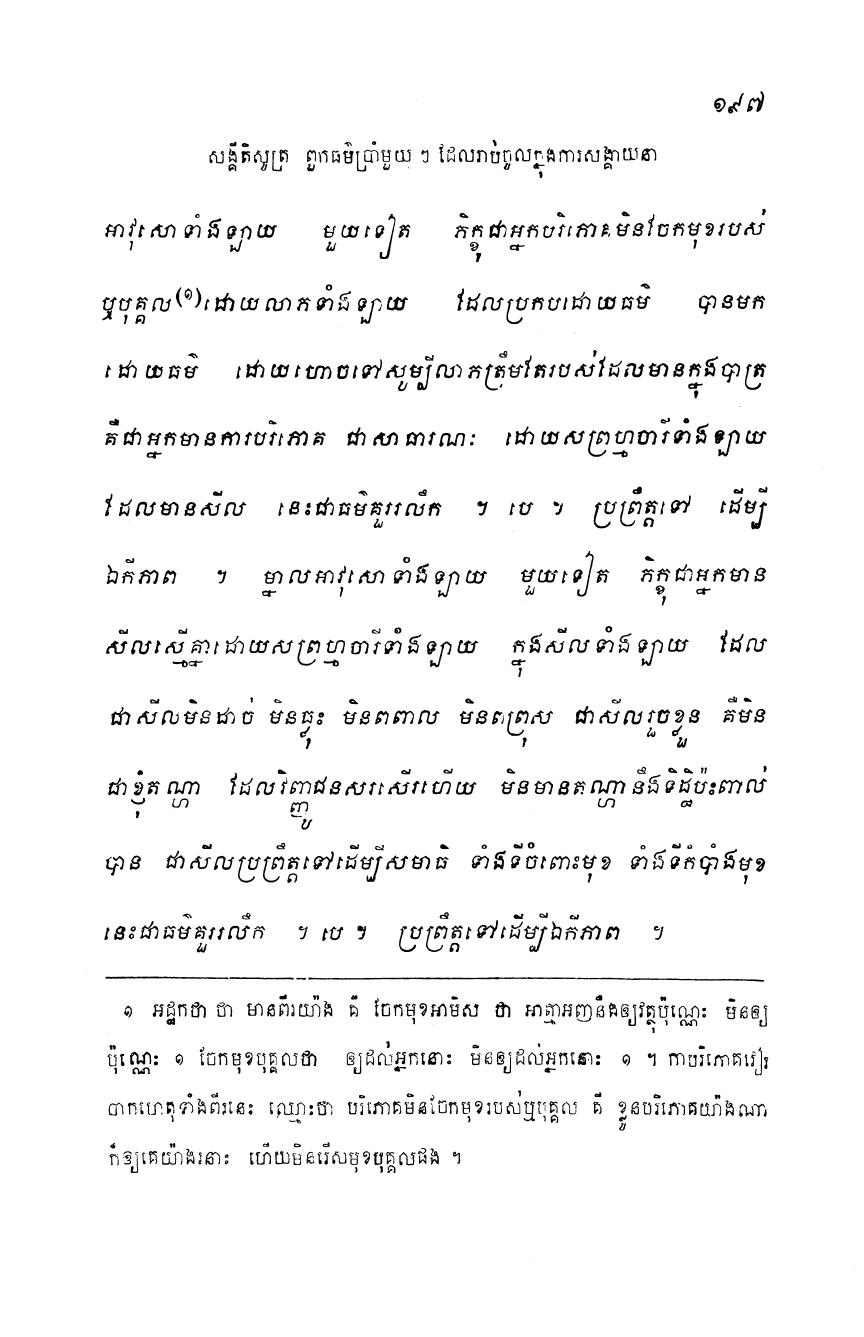 ១៩៧
សង្គីតិសូត្រ ពួកធម៌ប្រាំមួយ ៗ ដែលរាប់ចូលក្នុងការសង្គាយនា
អាវុសោទាំងឡាយ មួយទៀត ភិក្ខុជាអ្នកបរិភោគមិនចែកមុខរបស់
ឬបុគ្គល(១)ដោយលាភទាំងឡាយ ដែលប្រកបដោយធម៌ បានមក
ដោយធម៌ ដោយហោចទៅសូម្បីលាភត្រឹមតែរបស់ដែលមានក្នុងបាត្រ
គឺជាអ្នកមានការបរិភោគ ជាសាធារណៈ ដោយសព្រហ្មចារីទាំងឡាយ
ដែលមានសីល នេះជាធម៌គួររលឹក ។ បេ ។ ប្រព្រឹត្តទៅ ដើម្បី
ឯកីភាព ។ ម្នាលអាវុសោទាំងឡាយ មួយទៀត ភិក្ខុជាអ្នកមាន
សីលស្មើគ្នាដោយសព្រហ្មចារីទាំងឡាយ ក្នុងសីលទាំងឡាយ ដែល
ជាសីលមិនដាច់ មិនធ្លុះ មិនពពាល មិនពព្រុស ជាសីលរួចខ្លួន គឺមិន
ជាខ្ញុំតណ្ហា ដែលវិញ្ញូជនសរសើរហើយ មិនមានតណ្ហានឹងទិដ្ឋិប៉ះពាល់
បាន ជាសីលប្រព្រឹត្តទៅដើម្បីសមាធិ ទាំងទីចំពោះមុខ ទាំងទីកំបាំងមុខ
នេះជាធម៌គួររលឹក ។ បេ ។ ប្រព្រឹត្តទៅដើម្បីឯកីភាព ។
១ អដ្ឋកថា ថា មានពីរយ៉ាង គឺ ចែកមុខអាមិស ថា អាត្មាអញនឹងឲ្យវត្ថុប៉ុណ្ណេះ មិនឲ្យ
ប៉ុណ្ណេះ ១ ចែកមុខបុគ្គលថា ឲ្យដល់អ្នកនោះ មិនឲ្យដល់អ្នកនោះ ១ ។ ការបរិភោគវៀរ
ចាកហេតុទាំងពីរនេះ ឈ្មោះថា បរិភោគមិនចែកមុខរបស់ឬបុគ្គល គឺ ខ្លួនបរិភោគយ៉ាងណា
ក៏ឲ្យគេយ៉ាងនោះ ហើយមិនរើសមុខបុគ្គលផង ។